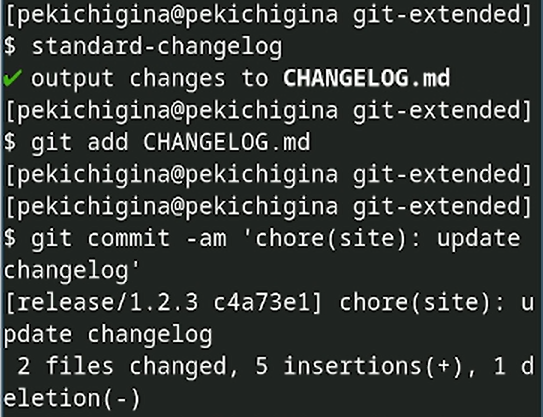 [pekichigina@pekichigina git-extended]
$ standard-changelog
✔ output changes to CHANGELOG.md
[pekichigina@pekichigina git-extended]
$ git add CHANGELOG.md
[pekichigina@pekichigina git-extended]
[pekichigina@pekichigina git-extended]
$ git commit -am 'chore(site): update
changelog'
[release/1.2.3 c4a73e1] chore(site): u
pdate changelog
 2 files changed, 5 insertions(+), 1 d
eletion(-)